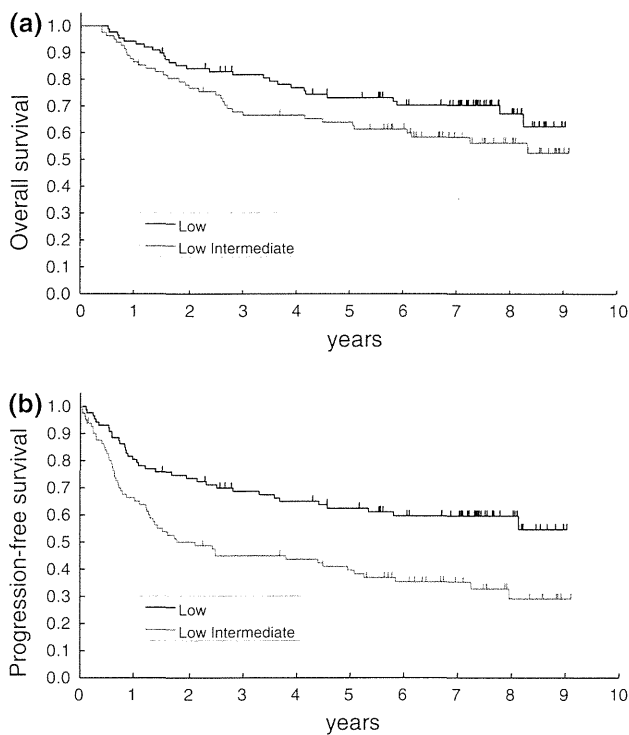 (a)
Overall survival
1.0
0.9
0.8
0.7
0.6
0.5
0.4
0.3
0.2
0.1
0.0
Low
Low Intermediate
0 1 2 3 4 5 6 7 8 9 10
years
(b)
Progression-free survival
1.0
0.9
0.8
0.7
0.6
0.5
0.4
0.3
0.2
0.1
0.0
Low
Low Intermediate
0 1 2 3 4 5 6 7 8 9 10
years